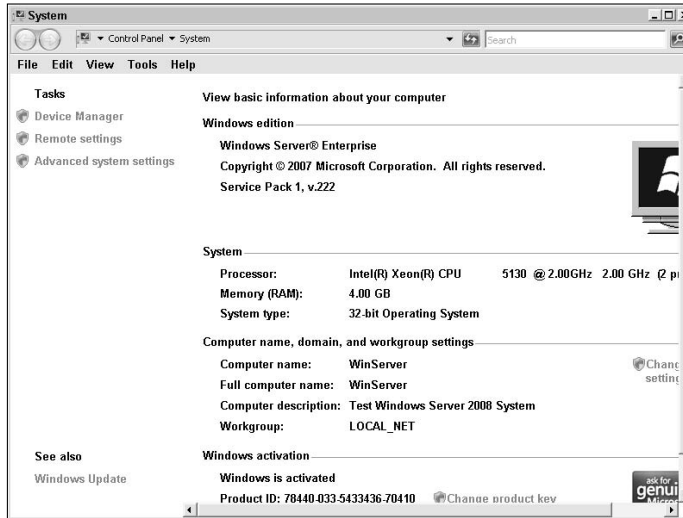 System
Control Panel
System
Search
File Edit View Tools Help
Tasks
Device Manager
Remote settings
Advanced system settings
See also
Windows Update
View basic information about your computer
Windows edition
Windows Server® Enterprise
Copyright © 2007 Microsoft Corporation. All rights reserved.
Service Pack 1, v.222
System
Processor: Intel(R) Xeon(R) CPU 5130 @ 2.00GHz 2.00 GHz (2 p
Memory (RAM): 4.00 GB
System type: 32-bit Operating System
Computer name, domain, and workgroup settings
Computer name: WinServer
Chang
setting
Full computer name: WinServer
Computer description: Test Windows Server 2008 System
Workgroup: LOCAL_NET
Windows activation
Windows is activated
Product ID: 78440-033-5433436-70410 Change product key
ask for
genui
Micro